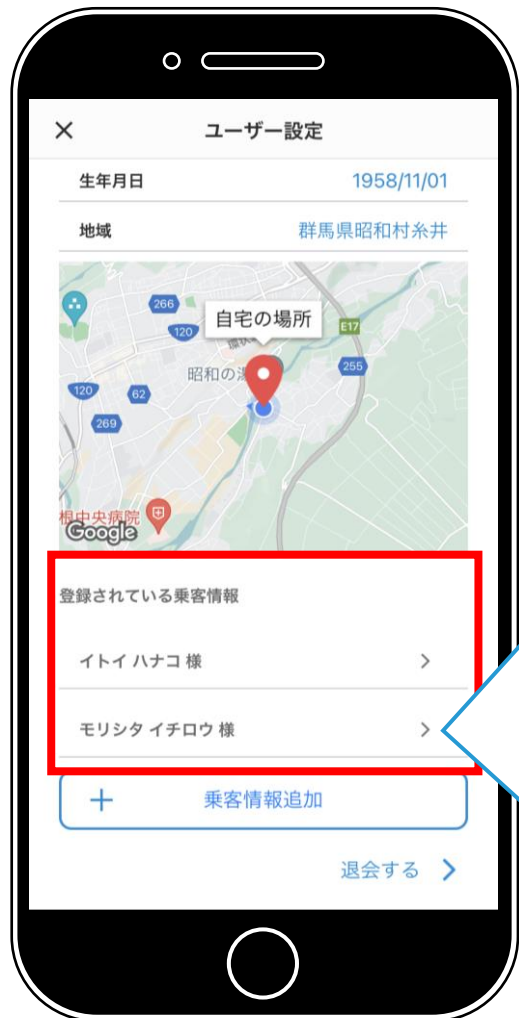 ユーザー設定
生年月日 1958/11/01
地域 群馬県昭和村糸井
266
自宅の場所
120
E17
255
昭和の
120
62
269
根中央病院
Google
登録されている乗客情報
イトイ ハナコ 様
モリシタ イチロウ 様
乗客情報追加
退会する